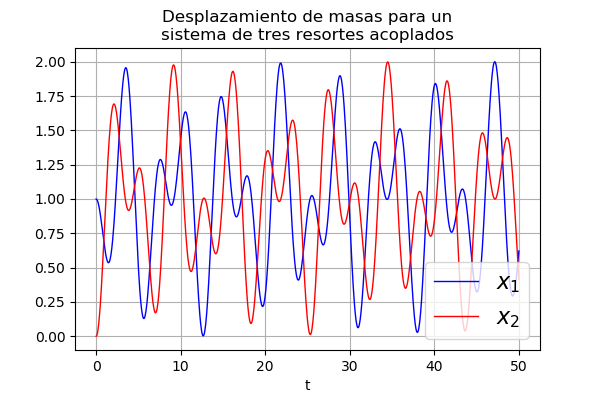 Desplazamiento de masas para un
sistema de tres resortes acoplados
2.00
1.75
1.50
1.25
1.00
0.75
0.50
0.25
0.00
x₁
x₂
0 10 20 30 40 50
t